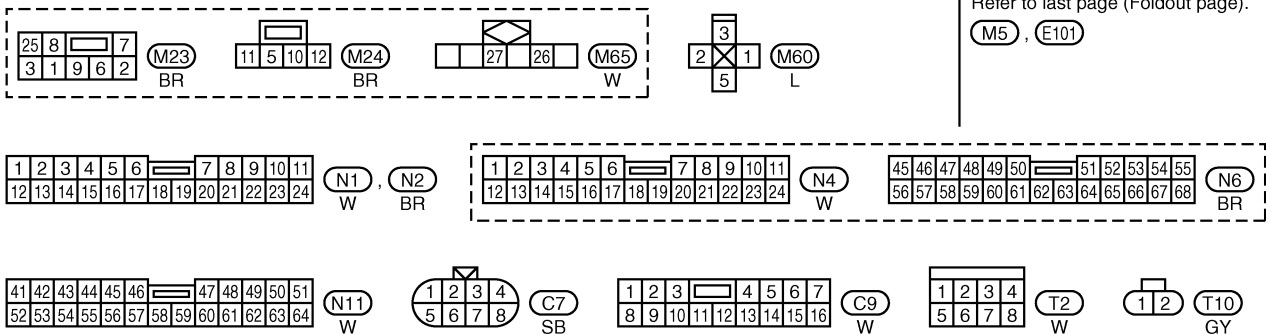 Refer to last page (Foldout page).
M5 , E101
25 8 7
3 1 9 6 2
M23
BR
11 5 10 12
M24
BR
27 26
M65
W
3
2 1
5
M60
L
1 2 3 4 5 6 7 8 9 10 11
12 13 14 15 16 17 18 19 20 21 22 23 24
N1 , N2
W BR
1 2 3 4 5 6 7 8 9 10 11
12 13 14 15 16 17 18 19 20 21 22 23 24
N4
W
45 46 47 48 49 50 51 52 53 54 55
56 57 58 59 60 61 62 63 64 65 66 67 68
N6
BR
41 42 43 44 45 46 47 48 49 50 51
52 53 54 55 56 57 58 59 60 61 62 63 64
N11
W
1 2 3 4
5 6 7 8
C7
SB
1 2 3 4 5 6 7
8 9 10 11 12 13 14 15 16
C9
W
1 2 3 4
5 6 7 8
T2
W
1 2
T10
GY